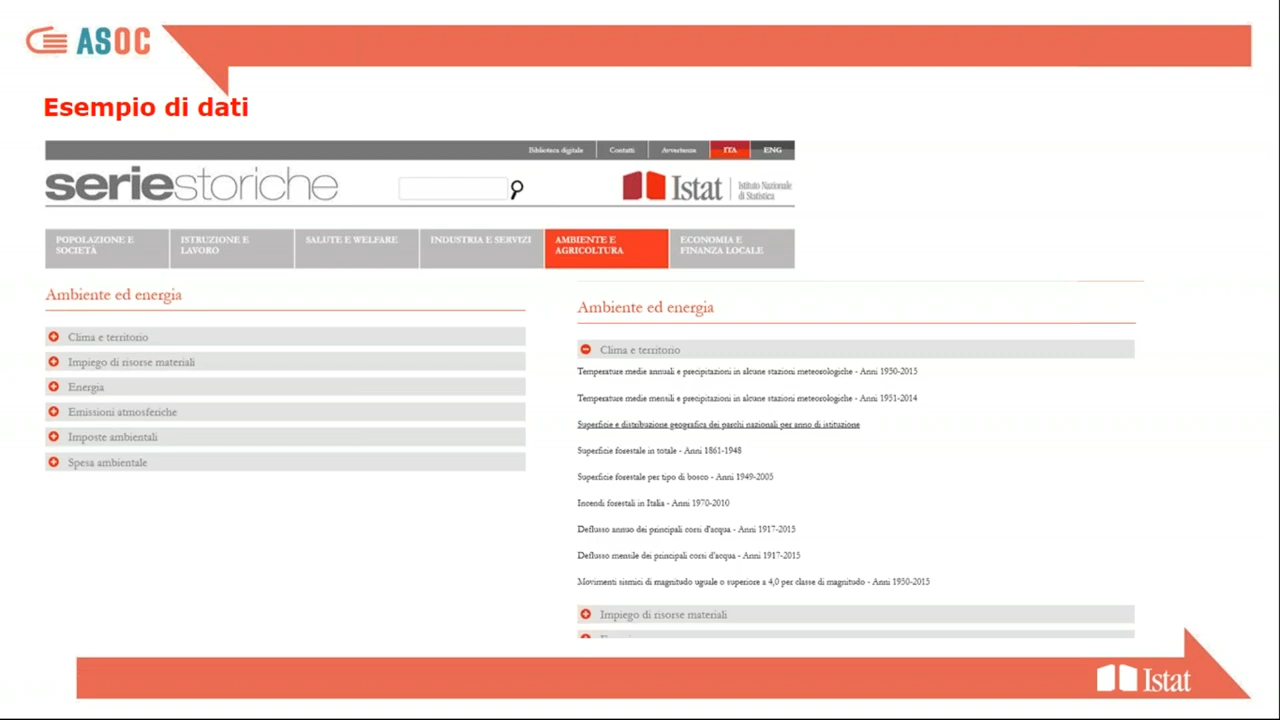 ASOC
Esempio di dati
Biblioteca digitale
Contatti
Avvertenze
ITA
ENG
seriestoriche
Istat
Istituto Nazionale
di Statistica
POPOLAZIONE E
SOCIETÀ
ISTRUZIONE E
LAVORO
SALUTE E WELFARE
INDUSTRIA E SERVIZI
AMBIENTE E
AGRICOLTURA
ECONOMIA E
FINANZA LOCALE
Ambiente ed energia
Clima e territorio
Impiego di risorse materiali
Energia
Emissioni atmosferiche
Imposte ambientali
Spesa ambientale
Ambiente ed energia
Clima e territorio
Temperature medie annuali e precipitazioni in alcune stazioni meteorologiche - Anni 1930-2015
Temperature medie mensili e precipitazioni in alcune stazioni meteorologiche - Anni 1951-2014
Superficie e distribuzione geografica dei parchi nazionali per anno di istituzione
Superficie forestale in totale - Anni 1861-1948
Superficie forestale per tipo di bosco - Anni 1949-2005
Incendi forestali in Italia - Anni 1970-2010
Deflusso annuo dei principali corsi d'acqua - Anni 1917-2015
Deflusso mensile dei principali corsi d'acqua - Anni 1917-2015
Movimenti sismici di magnitudo uguale o superiore a 4,0 per classe di magnitudo - Anni 1950-2015
Impiego di risorse materiali
Istat